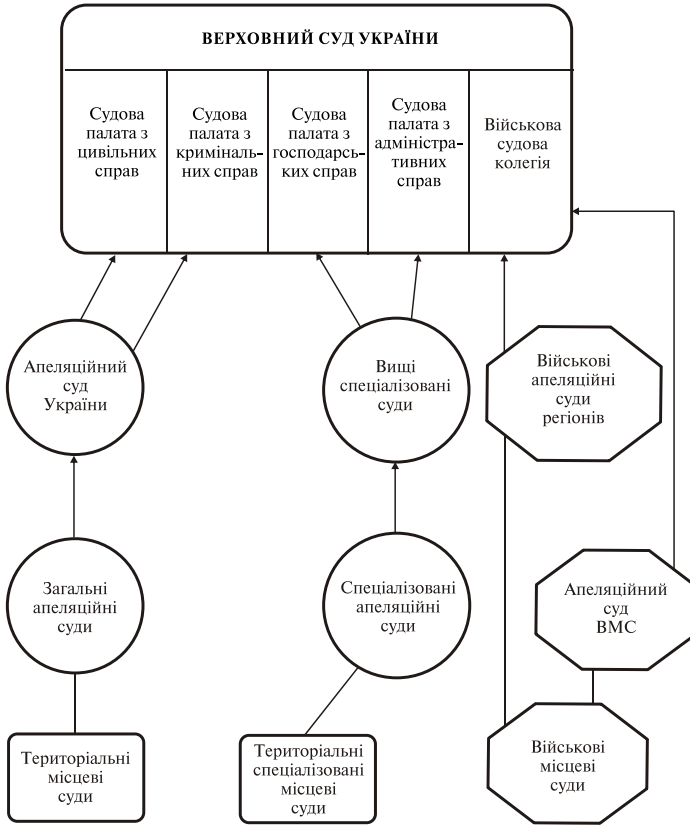 ВЕРХОВНИЙ СУД УКРАЇНИ
Судова
палата з
цивільних
справ
Судова
палата з
криміналь-
них справ
Судова
палата з
господарсь-
ких справ
Судова
палата з
адміністра-
тивних
справ
Військова
судова
колегія
Апеляційний
суд
України
Вищі
спеціалізовані
суди
Військові
апеляційні
суди
регіонів
Загальні
апеляційні
суди
Спеціалізовані
апеляційні
суди
Апеляційний
суд
ВМС
Територіальні
місцеві
суди
Територіальні
спеціалізовані
місцеві
суди
Військові
місцеві
суди